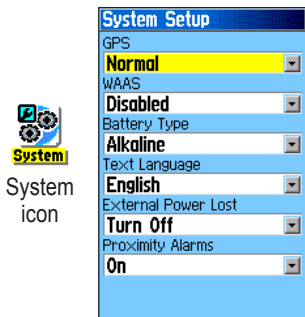 System Setup
GPS
Normal
WAAS
Disabled
Battery Type
Alkaline
Text Language
English
External Power Lost
Turn Off
Proximity Alarms
On
System
System
icon